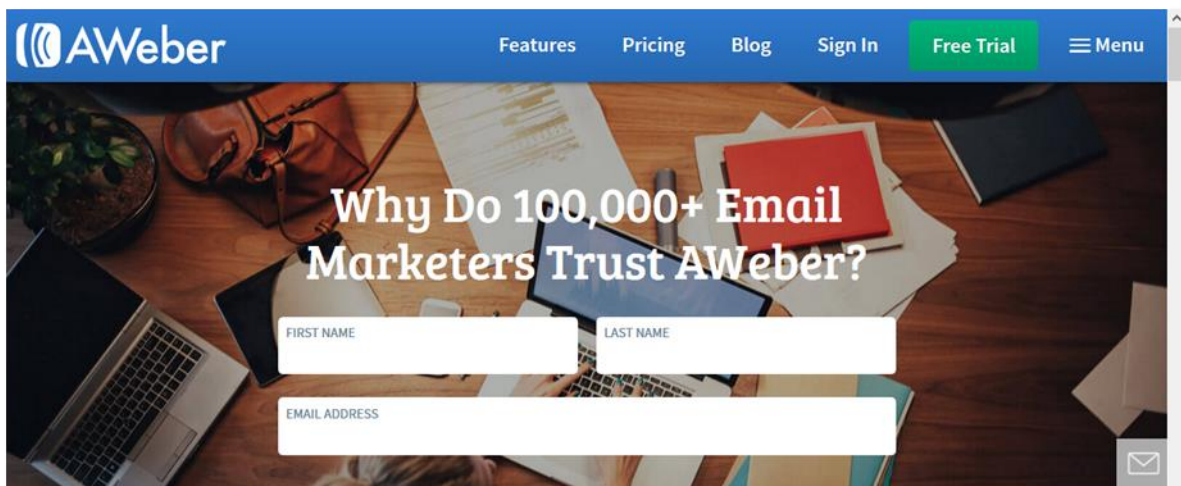 AWeber
Features Pricing Blog Sign In Free Trial Menu
Why Do 100,000+ Email
Marketers Trust AWeber?
FIRST NAME LAST NAME
EMAIL ADDRESS